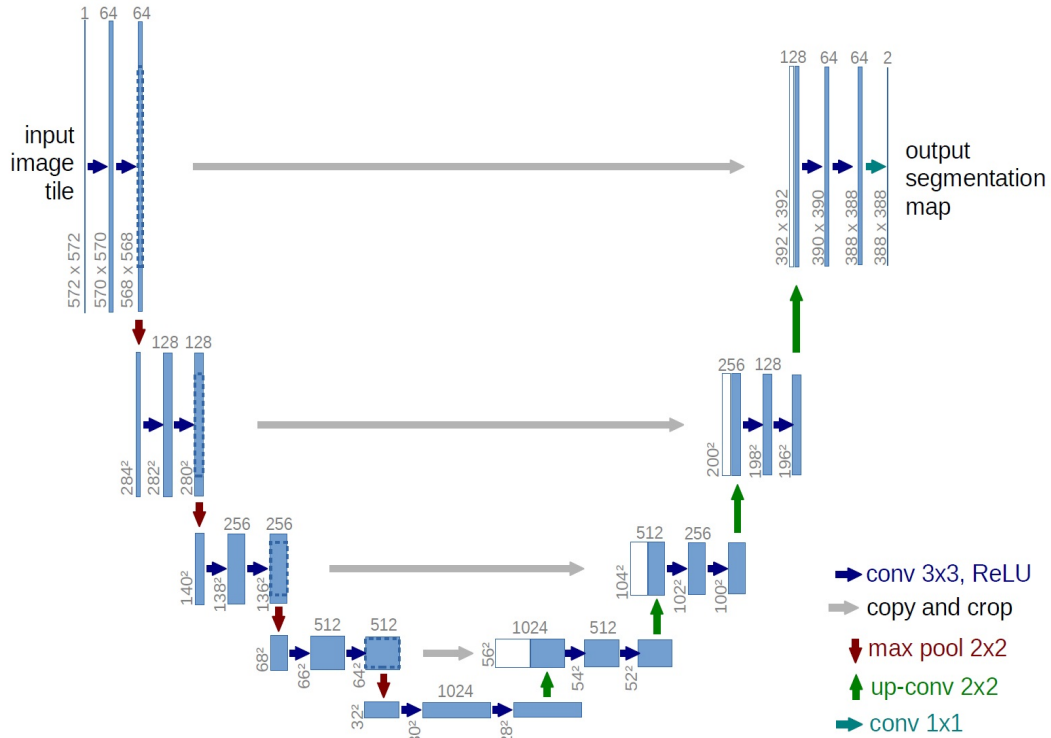 1 64 64
128 64 64 2
input
image
tile
output
segmentation
map
572 x 572
570 x 570
568 x 568
392 x 392
390 x 390
388 x 388
388 x 388
128 128
256 128
284²
282²
280²
200²
198²
196²
256 256
512 256
140²
138²
136²
104²
102²
100²
512 512
1024 512
68²
66²
64²
56²
54²
52²
1024
32²
conv 3x3, ReLU
copy and crop
max pool 2x2
up-conv 2x2
conv 1x1